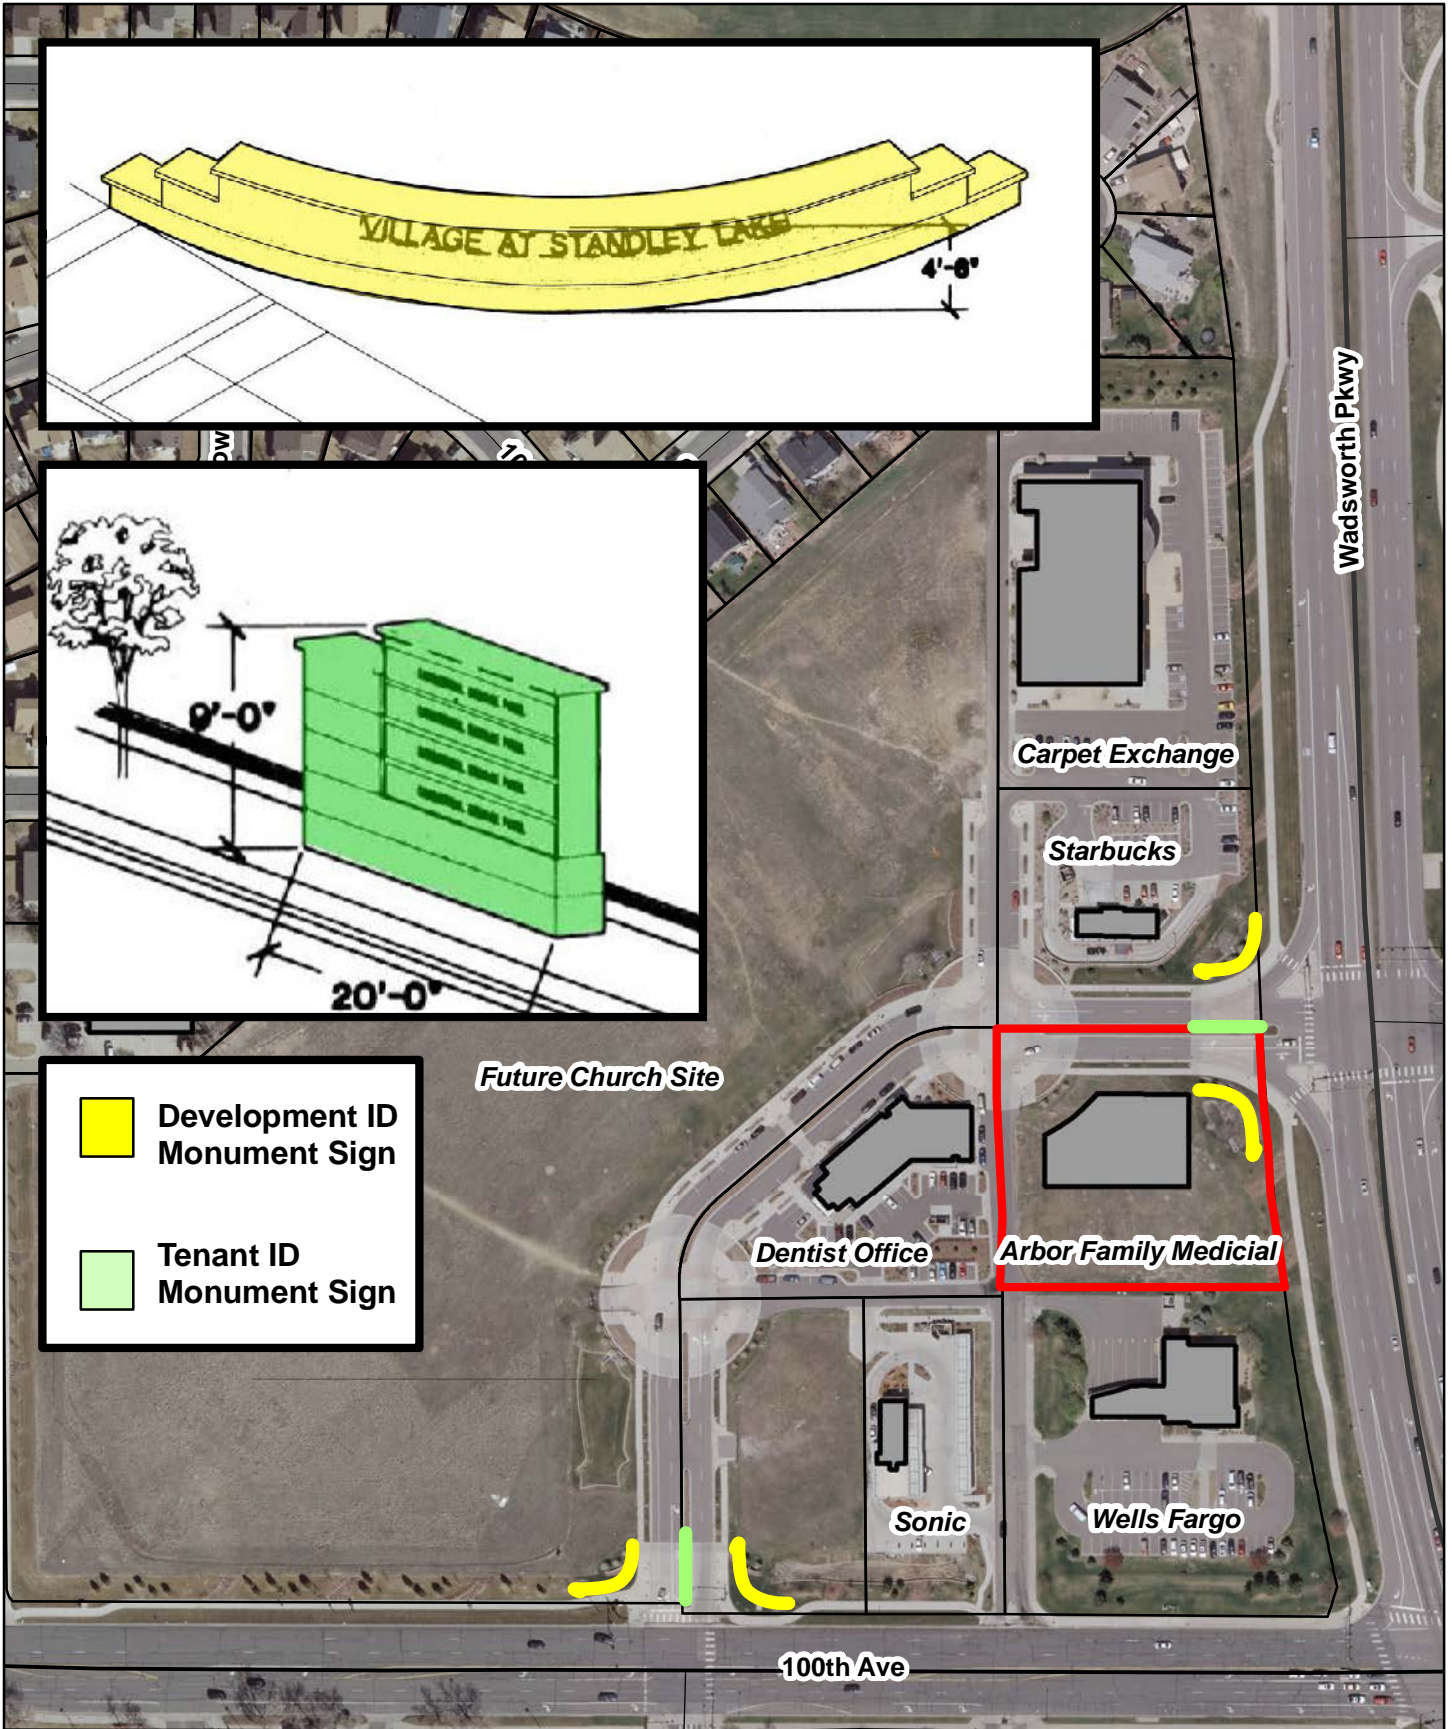 VILLAGE AT STANDLEY LAKE
4'-6"
Wadsworth Pkwy
10
9'-0"
20'-0"
Carpet Exchange
Starbucks
Future Church Site
Development ID
Monument Sign
Tenant ID
Monument Sign
Dentist Office
Arbor Family Medicial
Sonic
Wells Fargo
100th Ave